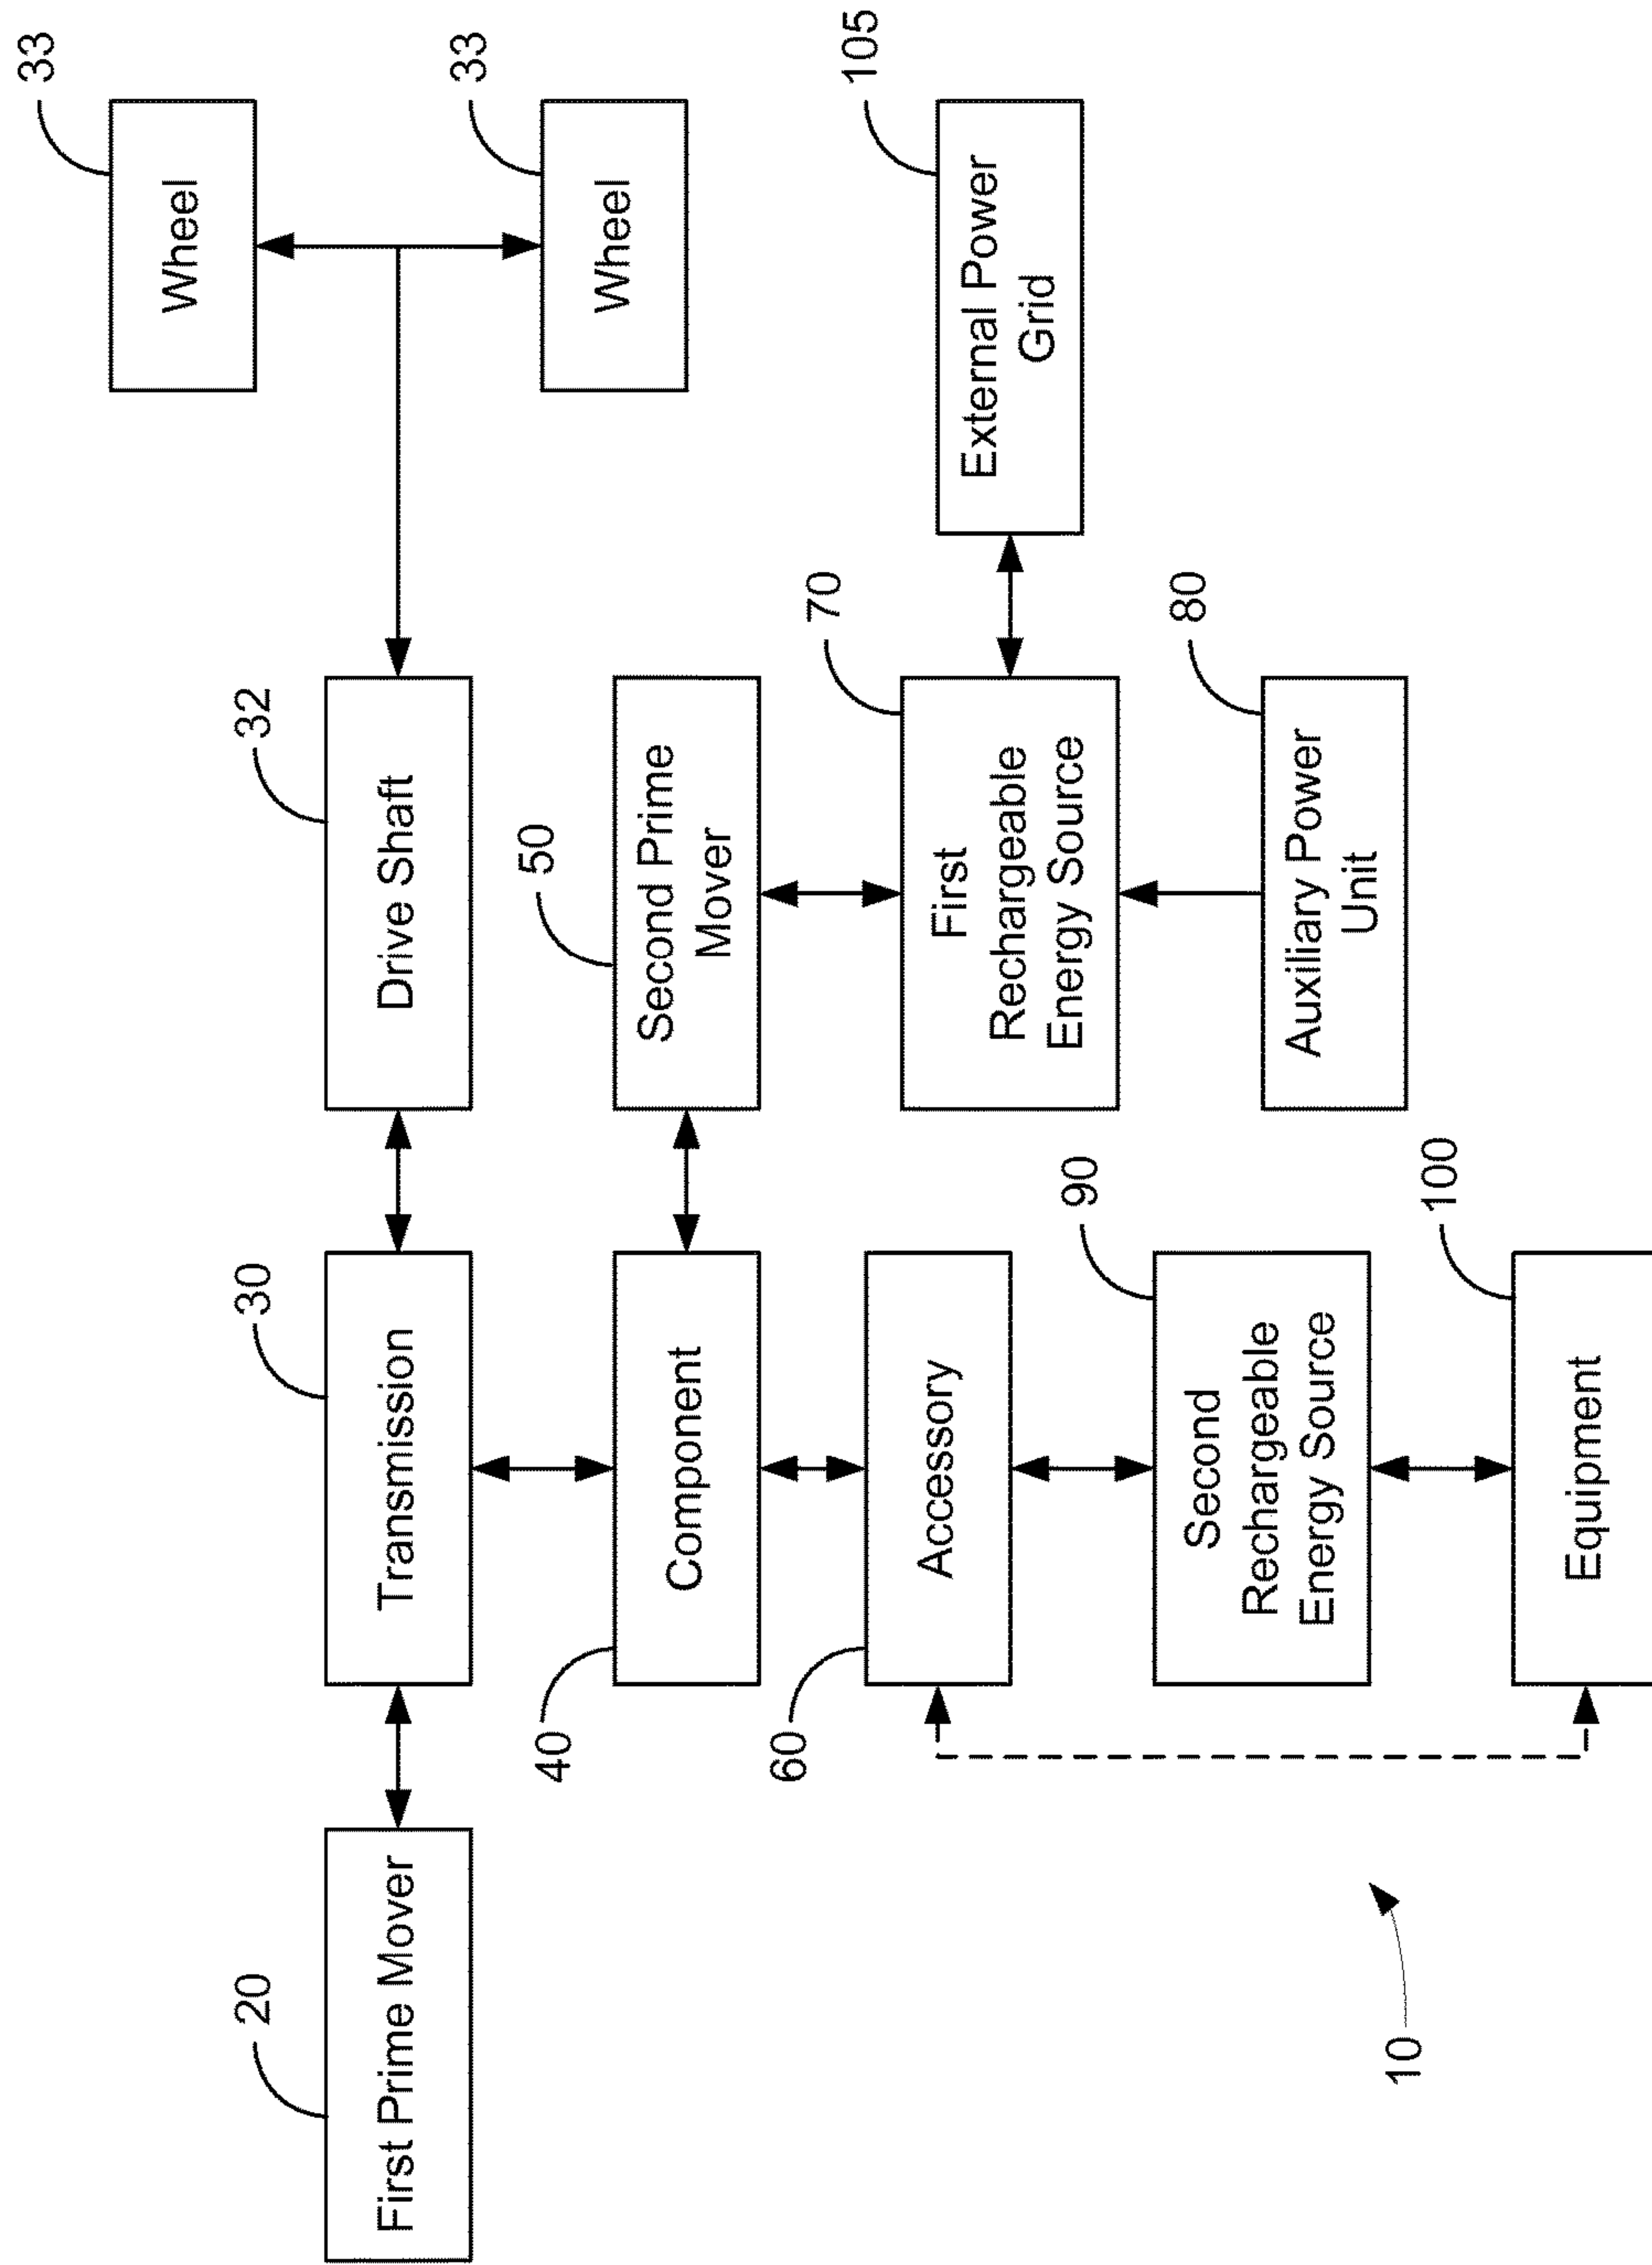 33
Wheel
20
30
32
First Prime Mover
Transmission
Drive Shaft
33
Wheel
40
50
Component
Second Prime
Mover
60
70
105
Accessory
First
Rechargeable
Energy Source
External Power
Grid
90
80
Second
Rechargeable
Energy Source
Auxiliary Power
Unit
10
100
Equipment